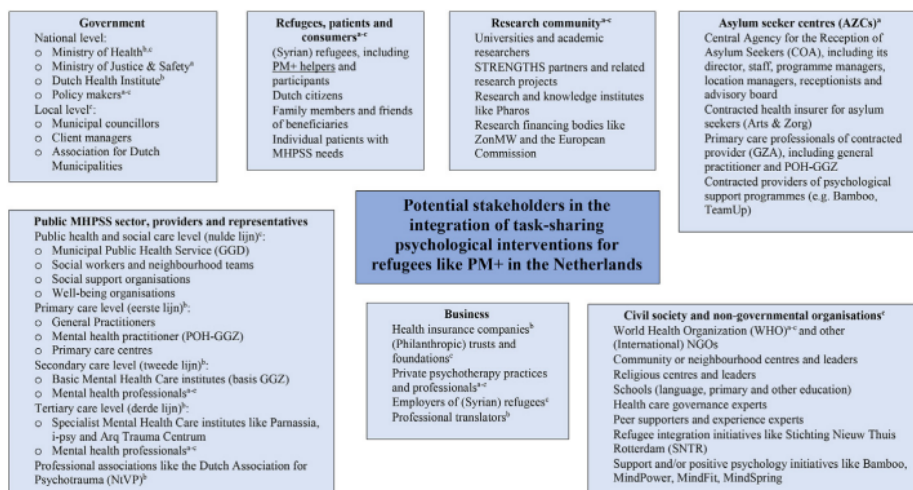 Government
National level:
o Ministry of Health^b,c
o Ministry of Justice & Safety^a
o Dutch Health Institute^b
o Policy makers^a-c
Local level^c:
o Municipal councillors
o Client managers
o Association for Dutch
Municipalities
Refugees, patients and
consumers^a-c
(Syrian) refugees, including
PM+ helpers and
participants
Dutch citizens
Family members and friends
of beneficiaries
Individual patients with
MHPSS needs
Research community^a-c
Universities and academic
researchers
STRENGTHS partners and related
research projects
Research and knowledge institutes
like Pharos
Research financing bodies like
ZonMW and the European
Commission
Asylum seeker centres (AZCs)^a
Central Agency for the Reception of
Asylum Seekers (COA), including its
director, staff, programme managers,
location managers, receptionists and
advisory board
Contracted health insurer for asylum
seekers (Arts & Zorg)
Primary care professionals of contracted
provider (GZA), including general
practitioner and POH-GGZ
Contracted providers of psychological
support programmes (e.g. Bamboo,
TeamUp)
Potential stakeholders in the
integration of task-sharing
psychological interventions for
refugees like PM+ in the Netherlands
Public MHPSS sector, providers and representatives
Public health and social care level (nulde lijn)^c:
o Municipal Public Health Service (GGD)
o Social workers and neighbourhood teams
o Social support organisations
o Well-being organisations
Primary care level (eerste lijn)^b:
o General Practitioners
o Mental health practitioner (POH-GGZ)
o Primary care centres
Secondary care level (tweede lijn)^b:
o Basic Mental Health Care institutes (basis GGZ)
o Mental health professionals^a-c
Tertiary care level (derde lijn)^b:
o Specialist Mental Health Care institutes like Parnassia,
i-psy and Arq Trauma Centrum
o Mental health professionals^a-c
Professional associations like the Dutch Association for
Psychotrauma (NtVP)^b
Business
Health insurance companies^b
(Philanthropic) trusts and
foundations^c
Private psychotherapy practices
and professionals^a-c
Employers of (Syrian) refugees^c
Professional translators^b
Civil society and non-governmental organisations^c
World Health Organization (WHO)^a-c and other
(International) NGOs
Community or neighbourhood centres and leaders
Religious centres and leaders
Schools (language, primary and other education)
Health care governance experts
Peer supporters and experience experts
Refugee integration initiatives like Stichting Nieuw Thuis
Rotterdam (SNTR)
Support and/or positive psychology initiatives like Bamboo,
MindPower, MindFit, MindSpring